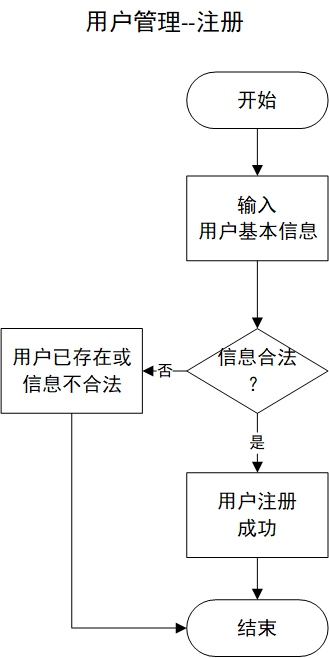 用户管理--注册
开始
输入
用户基本信息
信息合法
？
否
用户已存在或
信息不合法
是
用户注册
成功
结束